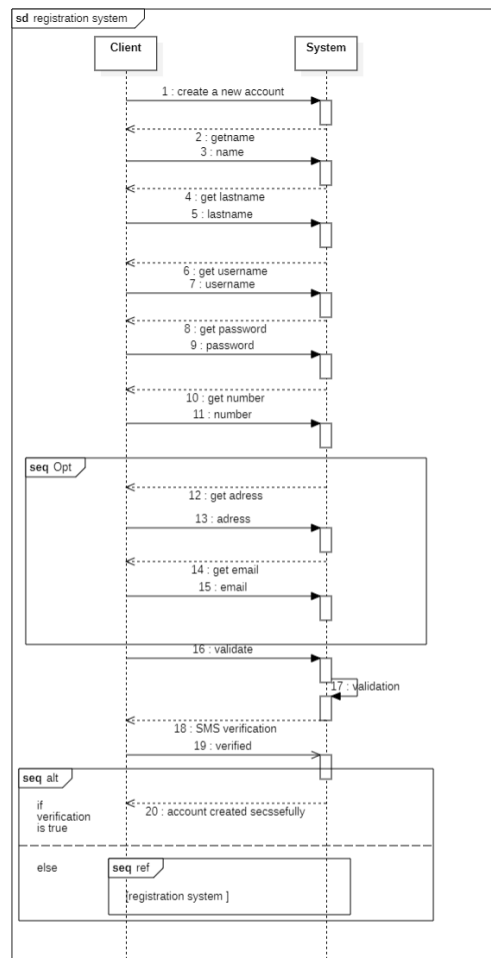 sd registration system
Client
System
1 : create a new account
2 : getname
3 : name
4 : get lastname
5 : lastname
6 : get username
7 : username
8 : get password
9 : password
10 : get number
11 : number
seq Opt
12 : get adress
13 : adress
14 : get email
15 : email
16 : validate
17 : validation
18 : SMS verification
19 : verified
seq alt
if
verification
is true
20 : account created secssefully
else
seq ref
[registration system ]